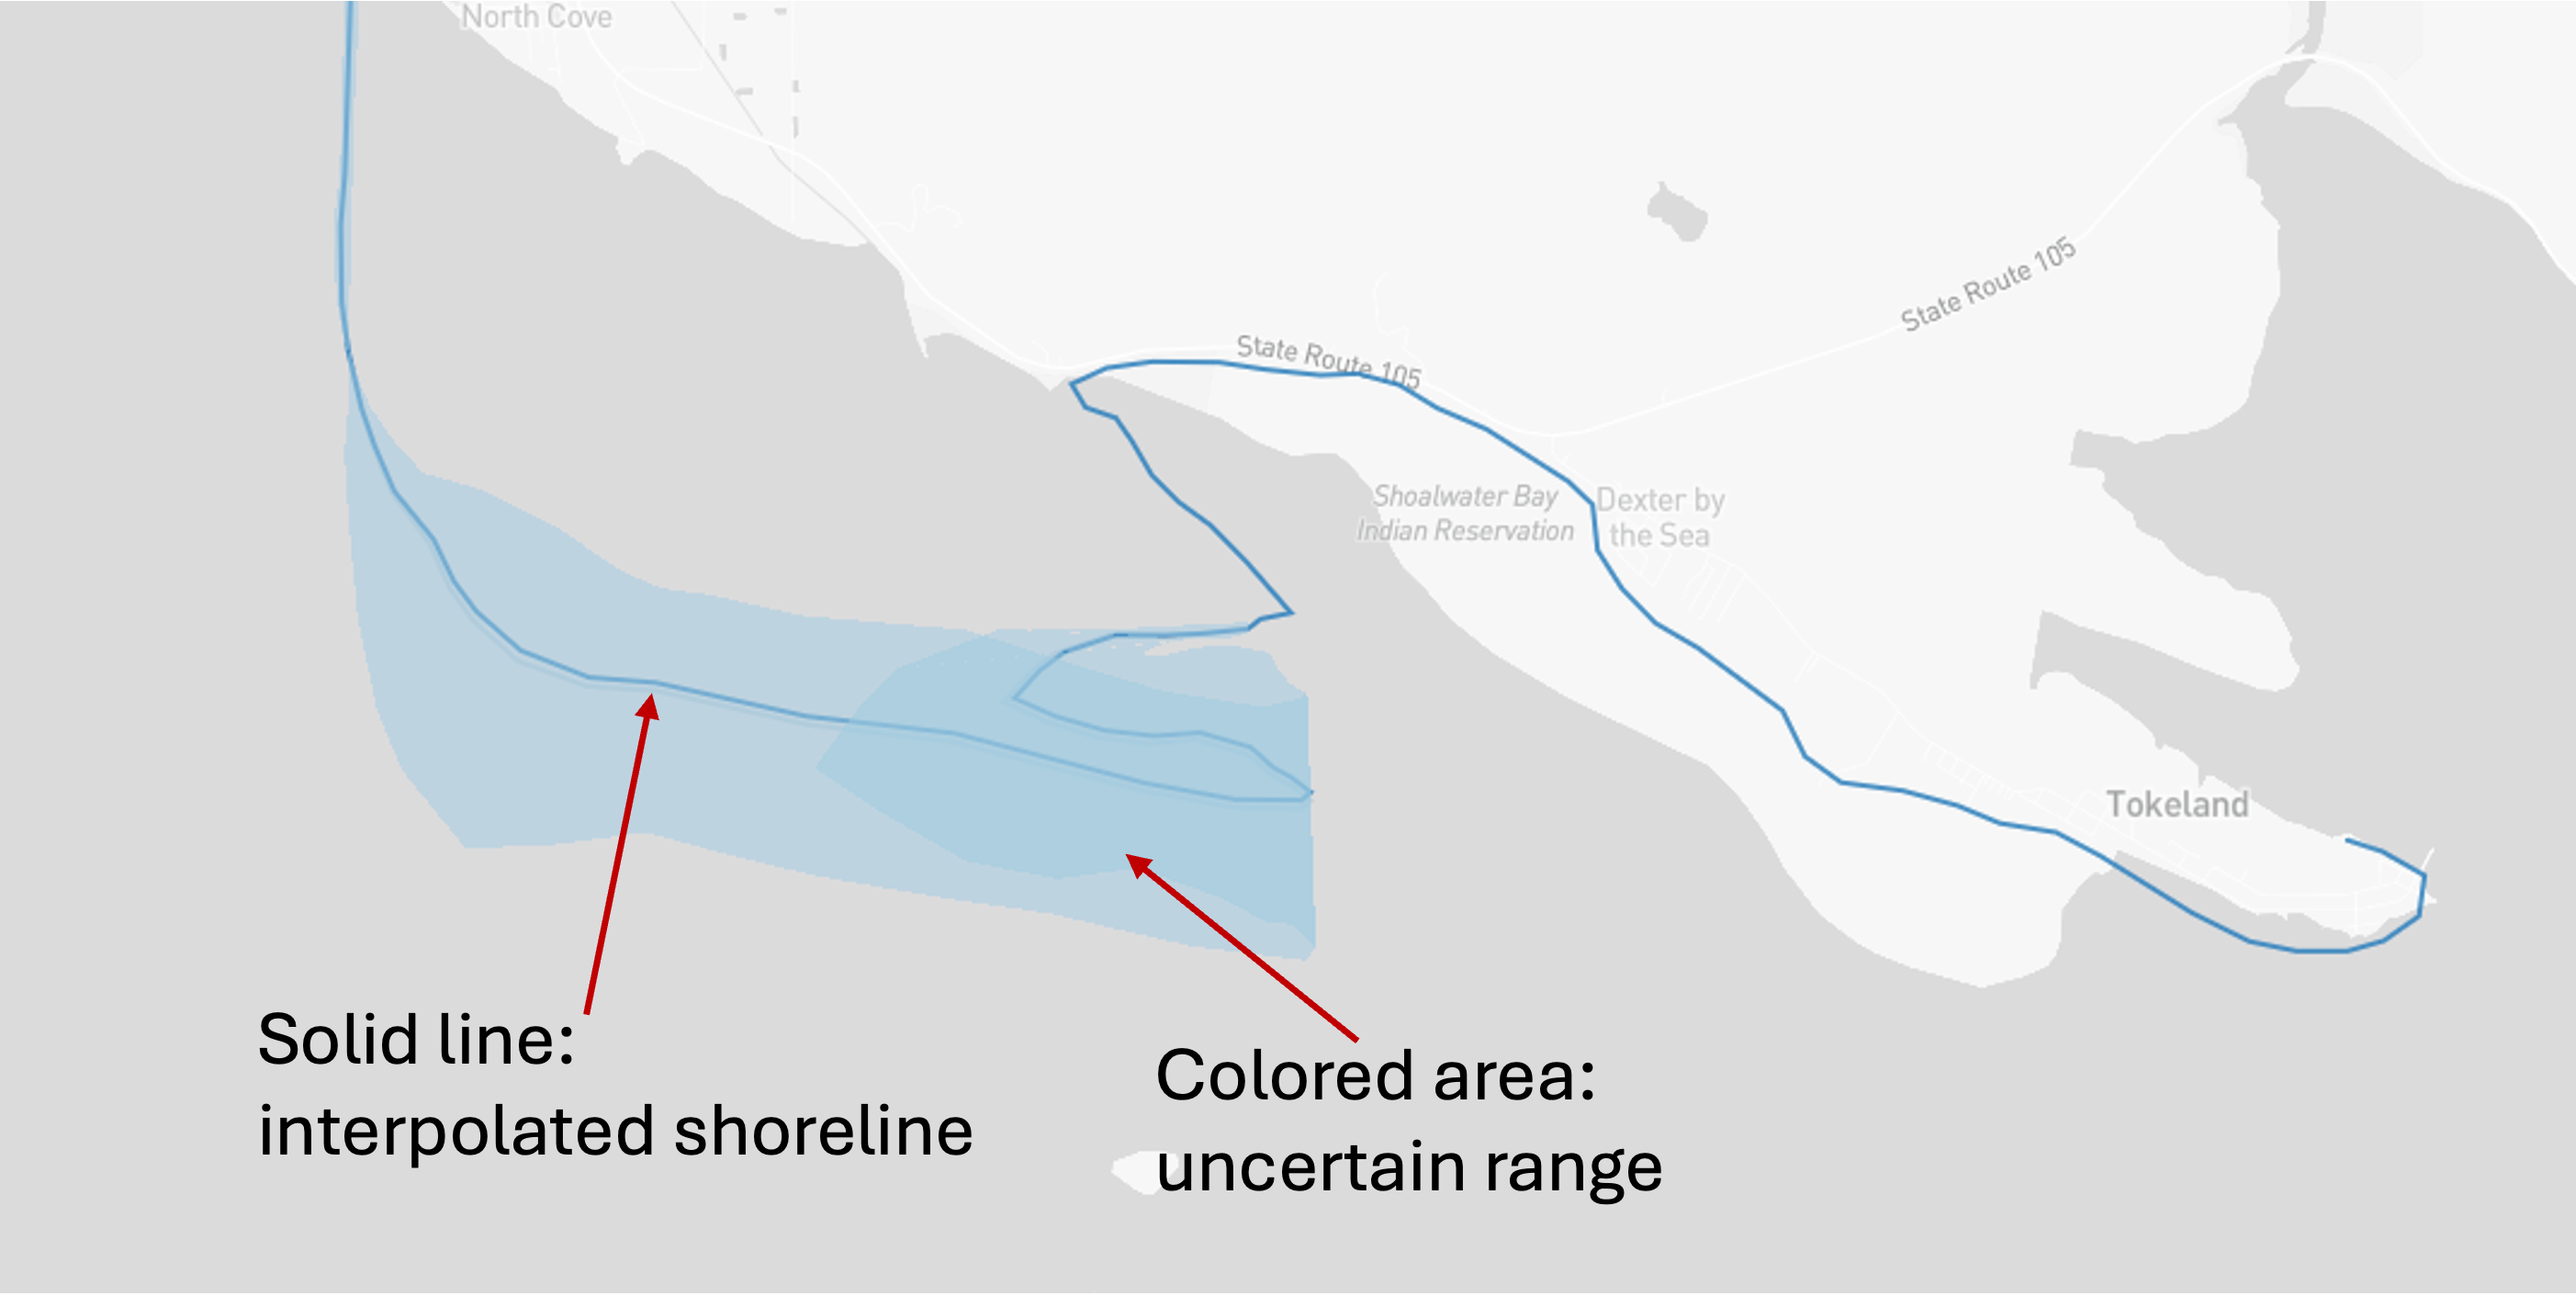 North Cove
State Route 105
State Route 105
Shoalwater Bay
Indian Reservation
Dexter by
the Sea
Tokeland
Solid line:
interpolated shoreline
Colored area:
uncertain range